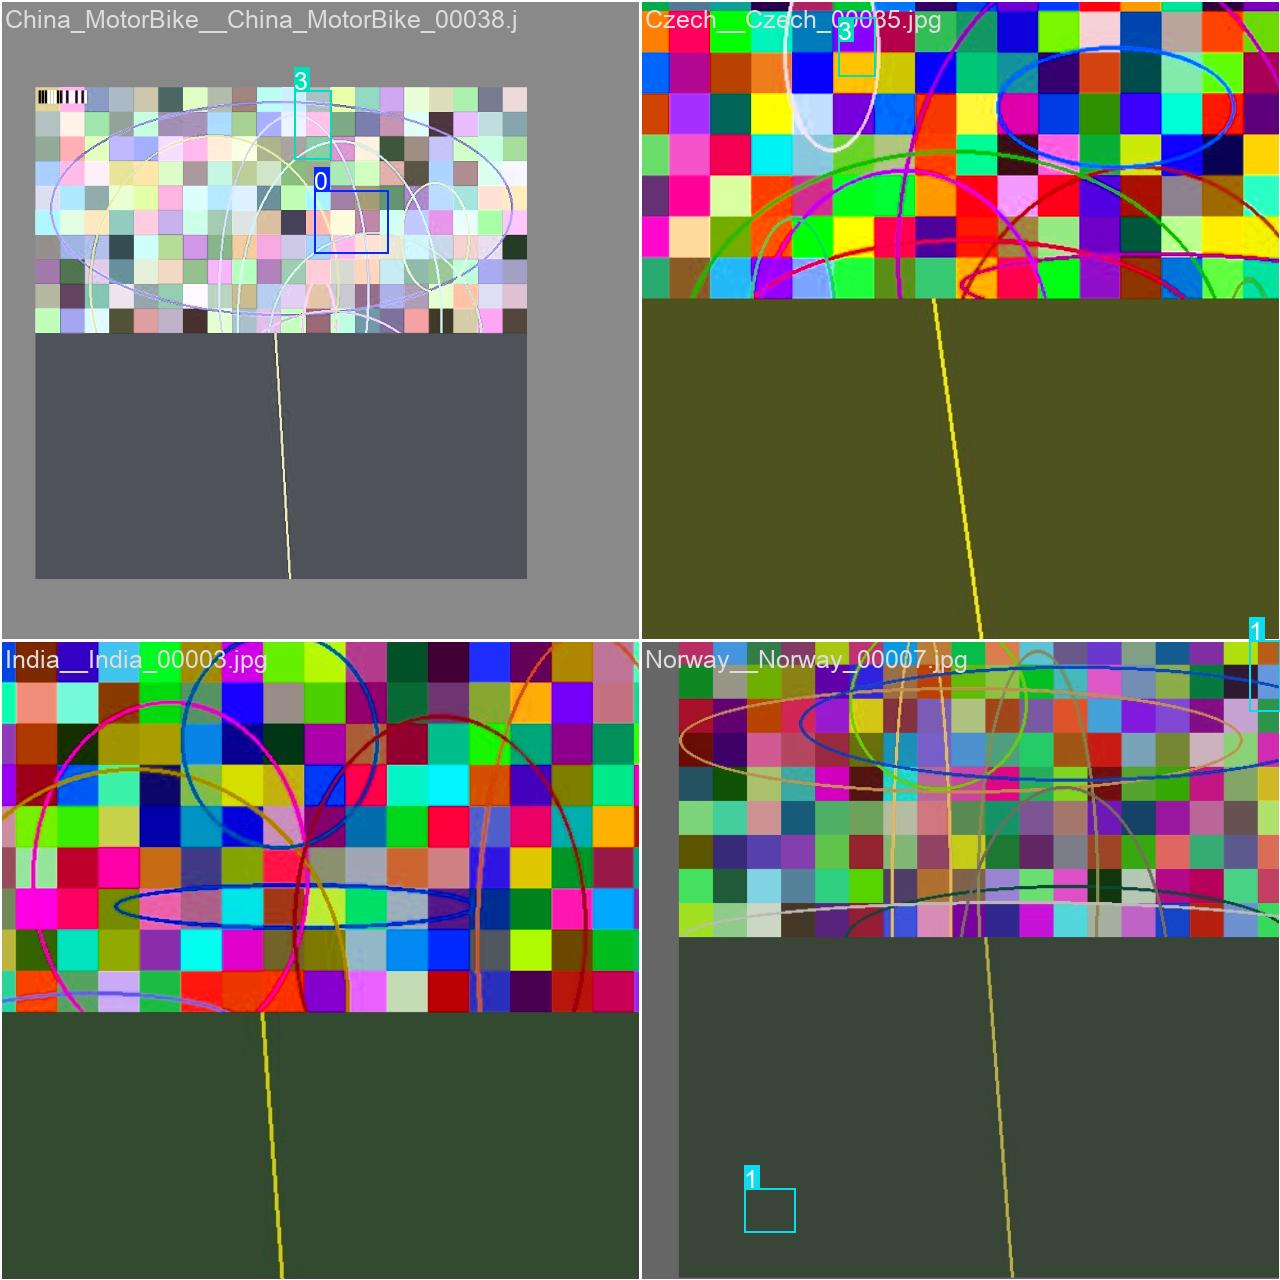 China_MotorBike__China_MotorBike_00038.j
Czech__Czech_00035.jpg
3
3
0
1
India__India_00003.jpg
Norway__Norway_00007.jpg
1